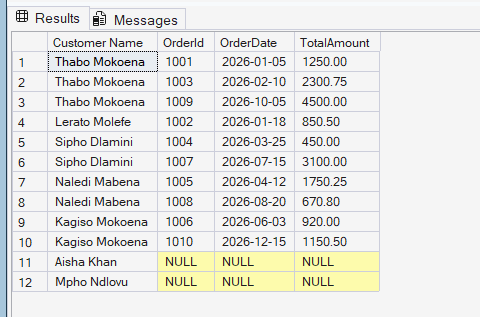 Results Messages
Customer Name OrderId OrderDate TotalAmount
1 Thabo Mokoena 1001 2026-01-05 1250.00
2 Thabo Mokoena 1003 2026-02-10 2300.75
3 Thabo Mokoena 1009 2026-10-05 4500.00
4 Lerato Molefe 1002 2026-01-18 850.50
5 Sipho Dlamini 1004 2026-03-25 450.00
6 Sipho Dlamini 1007 2026-07-15 3100.00
7 Naledi Mabena 1005 2026-04-12 1750.25
8 Naledi Mabena 1008 2026-08-20 670.80
9 Kagiso Mokoena 1006 2026-06-03 920.00
10 Kagiso Mokoena 1010 2026-12-15 1150.50
11 Aisha Khan NULL NULL NULL
12 Mpho Ndlovu NULL NULL NULL